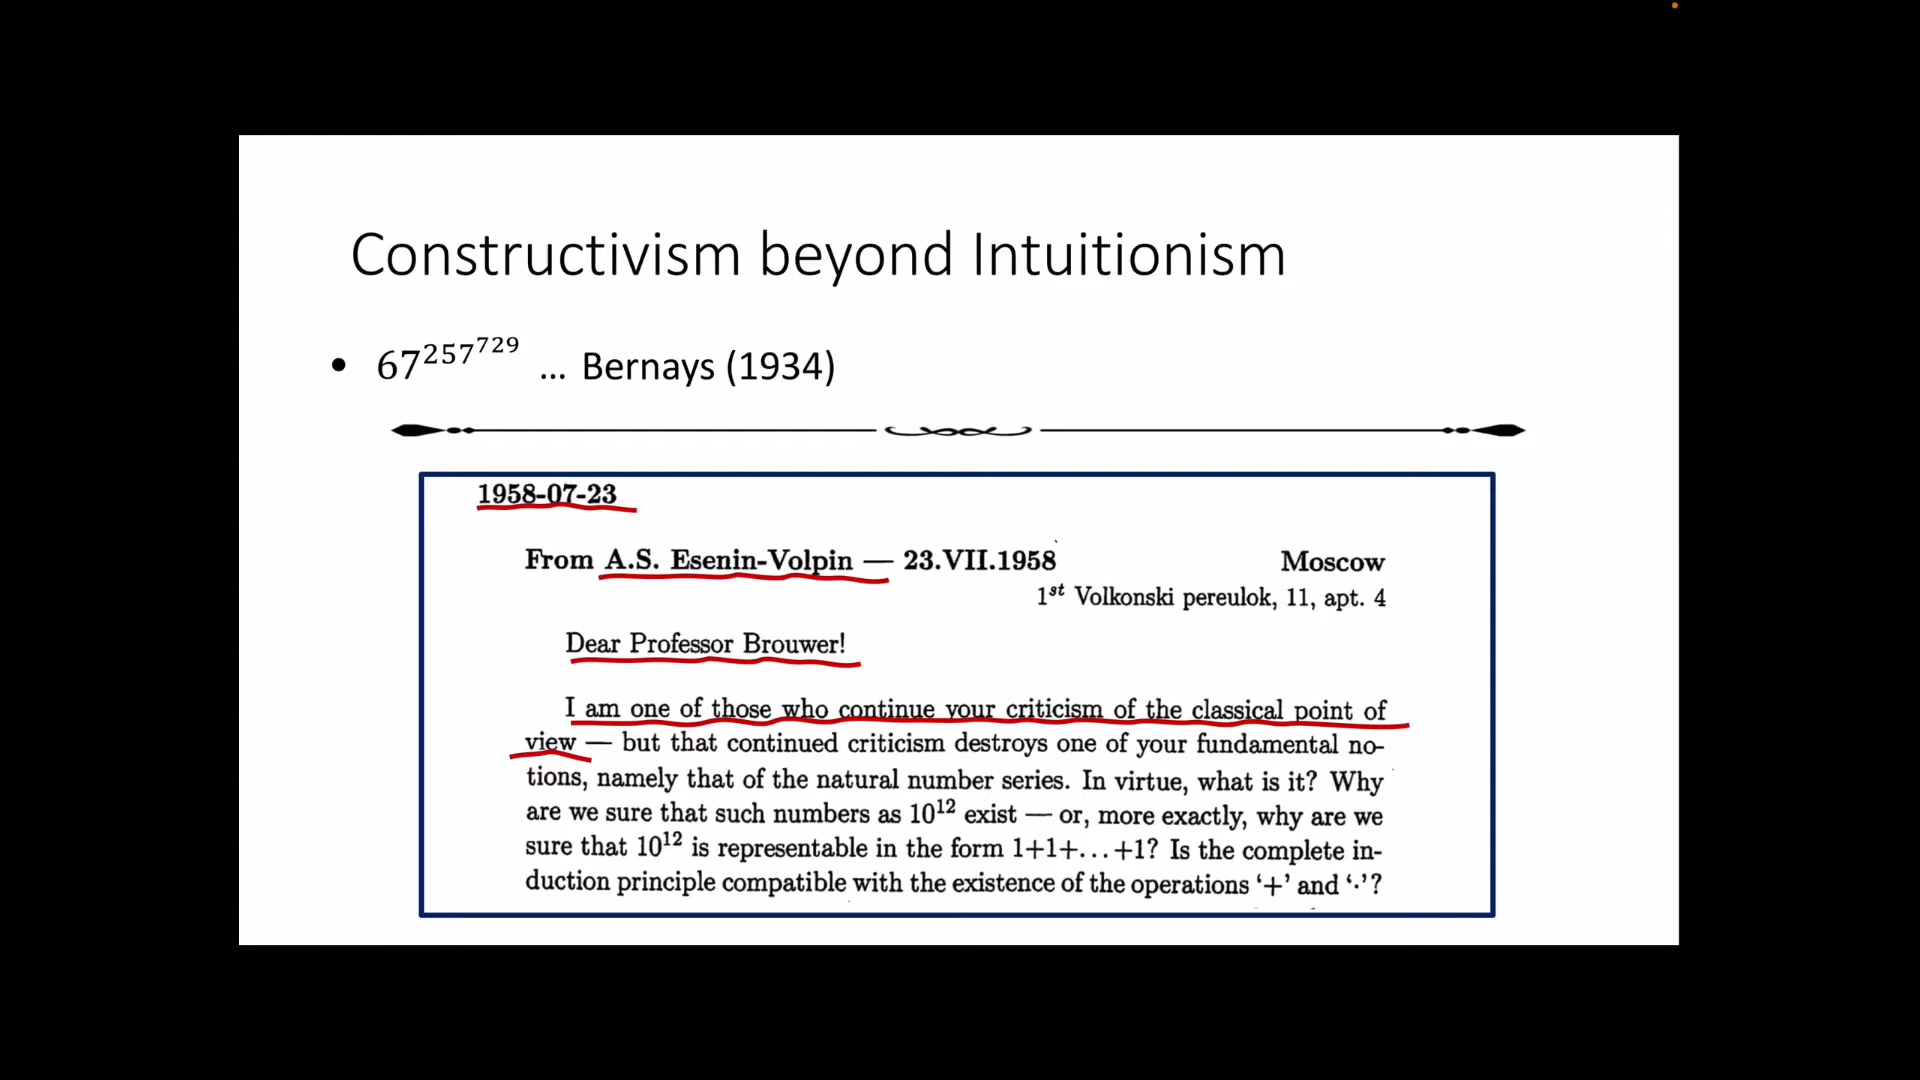 Constructivism beyond Intuitionism
• 67^257^729 ... Bernays (1934)
1958-07-23
From A.S. Esenin-Volpin — 23.VII.1958 Moscow
1st Volkonski pereulok, 11, apt. 4
Dear Professor Brouwer!
I am one of those who continue your criticism of the classical point of
view — but that continued criticism destroys one of your fundamental no-
tions, namely that of the natural number series. In virtue, what is it? Why
are we sure that such numbers as 10^12 exist — or, more exactly, why are we
sure that 10^12 is representable in the form 1+1+...+1? Is the complete in-
duction principle compatible with the existence of the operations ‘+’ and ‘·’?